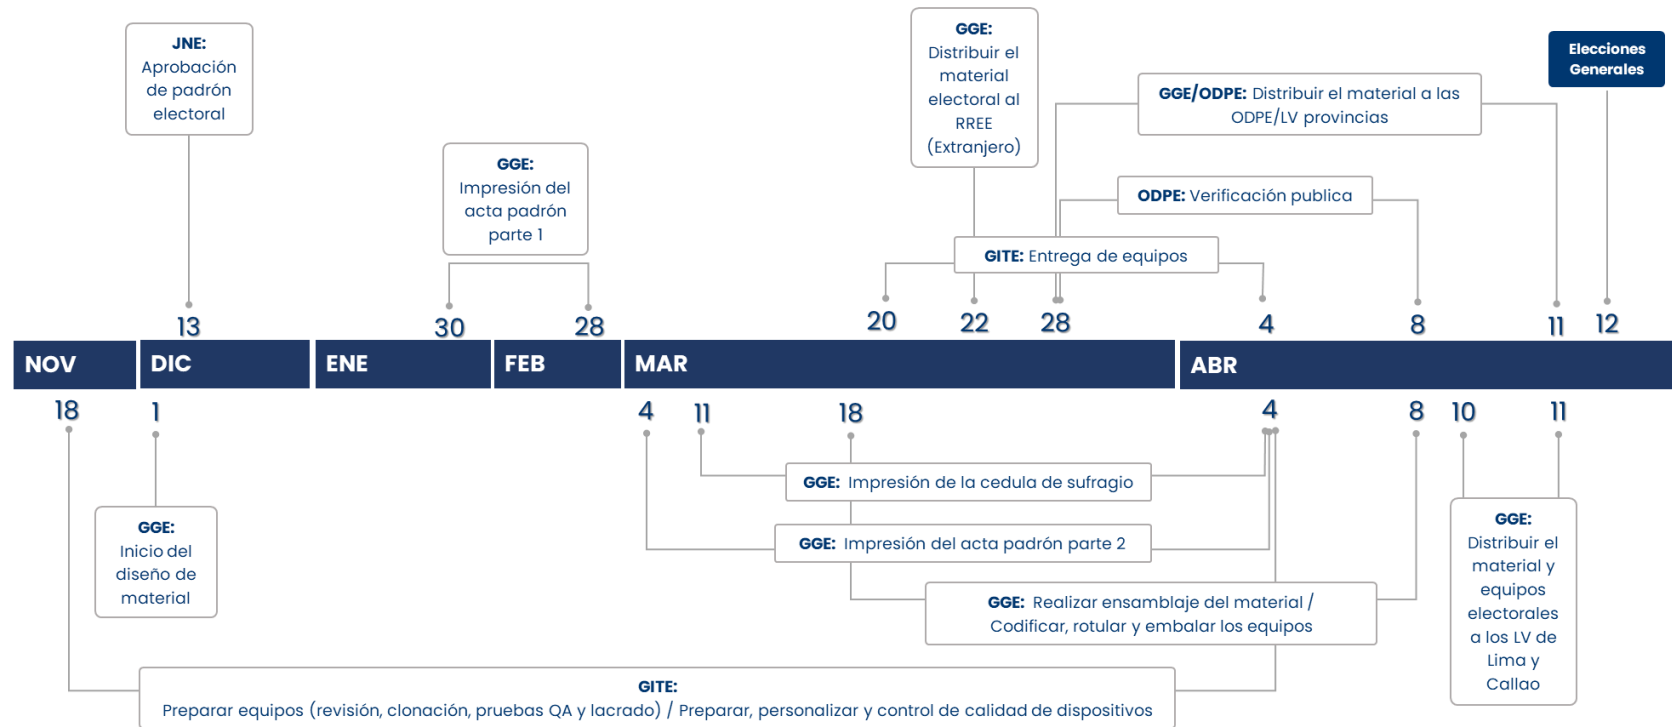 JNE:
Aprobación
de padrón
electoral
GGE:
Impresión del
acta padrón
parte 1
GGE:
Distribuir el
material
electoral al
RREE
(Extranjero)
GGE/ODPE: Distribuir el material a las
ODPE/LV provincias
ODPE: Verificación publica
GITE: Entrega de equipos
Elecciones
Generales
13
30
28
20
22
28
4
8
11
12
NOV
DIC
ENE
FEB
MAR
ABR
18
1
4
11
18
4
8
10
11
GGE: Impresión de la cedula de sufragio
GGE: Impresión del acta padrón parte 2
GGE: Realizar ensamblaje del material /
Codificar, rotular y embalar los equipos
GGE:
Inicio del
diseño de
material
GGE:
Distribuir el
material y
equipos
electorales
a los LV de
Lima y
Callao
GITE:
Preparar equipos (revisión, clonación, pruebas QA y lacrado) / Preparar, personalizar y control de calidad de dispositivos